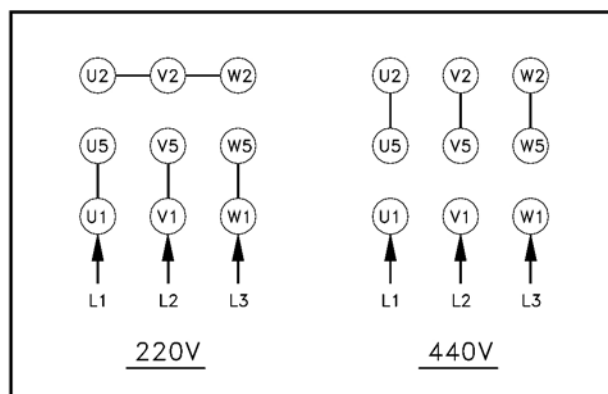 U2 V2 W2 U2 V2 W2
U5 V5 W5 U5 V5 W5
U1 V1 W1 U1 V1 W1
L1 L2 L3 L1 L2 L3
220V 440V